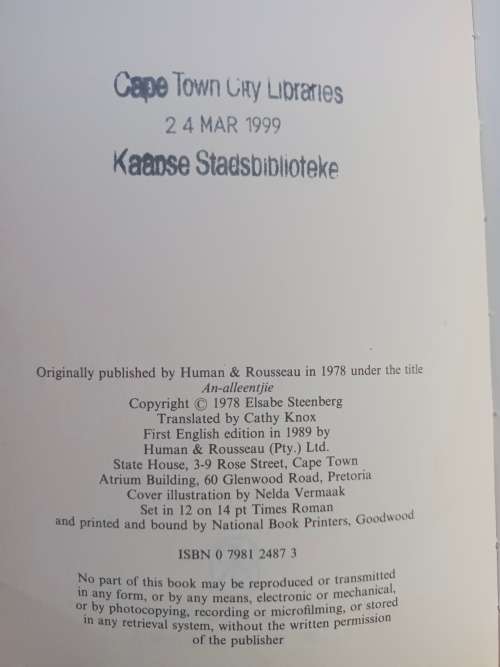 Cape Town City Libraries
24 MAR 1999
Kaapse Stadsbiblioteke
Originally published by Human & Rousseau in 1978 under the title
An-alleentjie
Copyright © 1978 Elsabe Steenberg
Translated by Cathy Knox
First English edition in 1989 by
Human & Rousseau (Pty.) Ltd.
State House, 3-9 Rose Street, Cape Town
Atrium Building, 60 Glenwood Road, Pretoria
Cover illustration by Nelda Vermaak
Set in 12 on 14 pt Times Roman
and printed and bound by National Book Printers, Goodwood
ISBN 0 7981 2487 3
No part of this book may be reproduced or transmitted
in any form, or by any means, electronic or mechanical,
or by photocopying, recording or microfilming, or stored
in any retrieval system, without the written permission
of the publisher